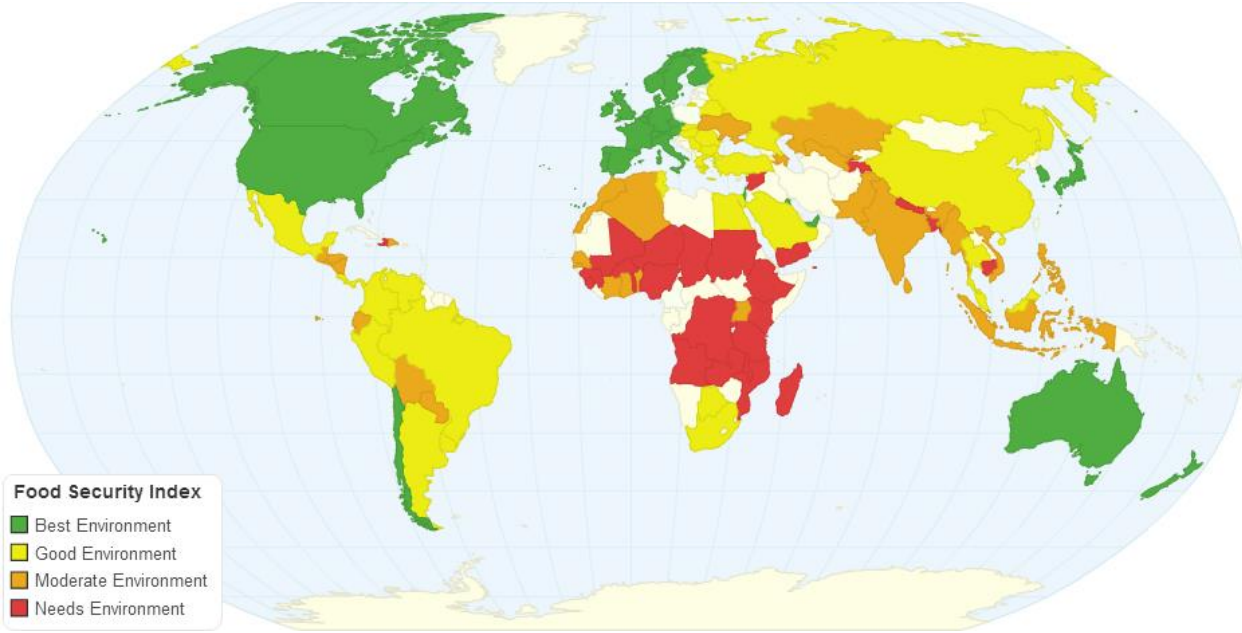 Food Security Index
Best Environment
Good Environment
Moderate Environment
Needs Environment